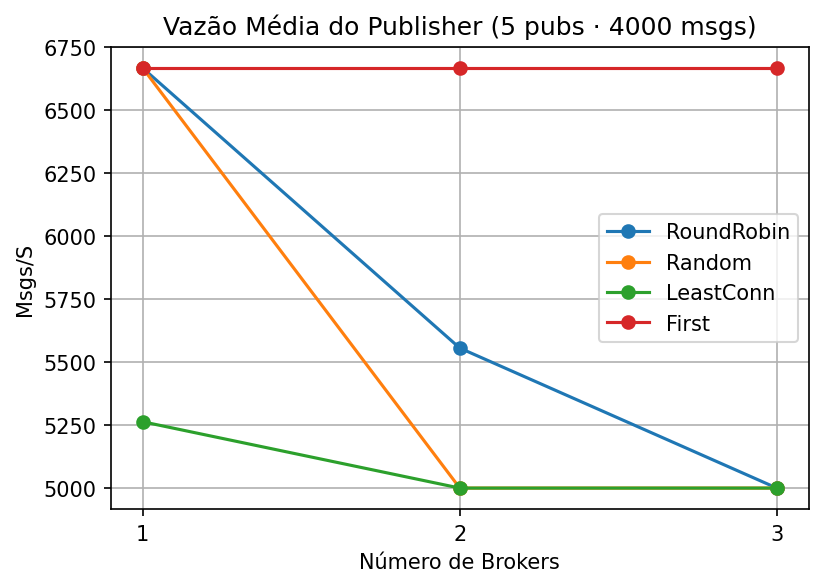 Vazão Média do Publisher (5 pubs · 4000 msgs)
Msgs/S
6750
6500
6250
6000
5750
5500
5250
5000
RoundRobin
Random
LeastConn
First
1
2
3
Número de Brokers